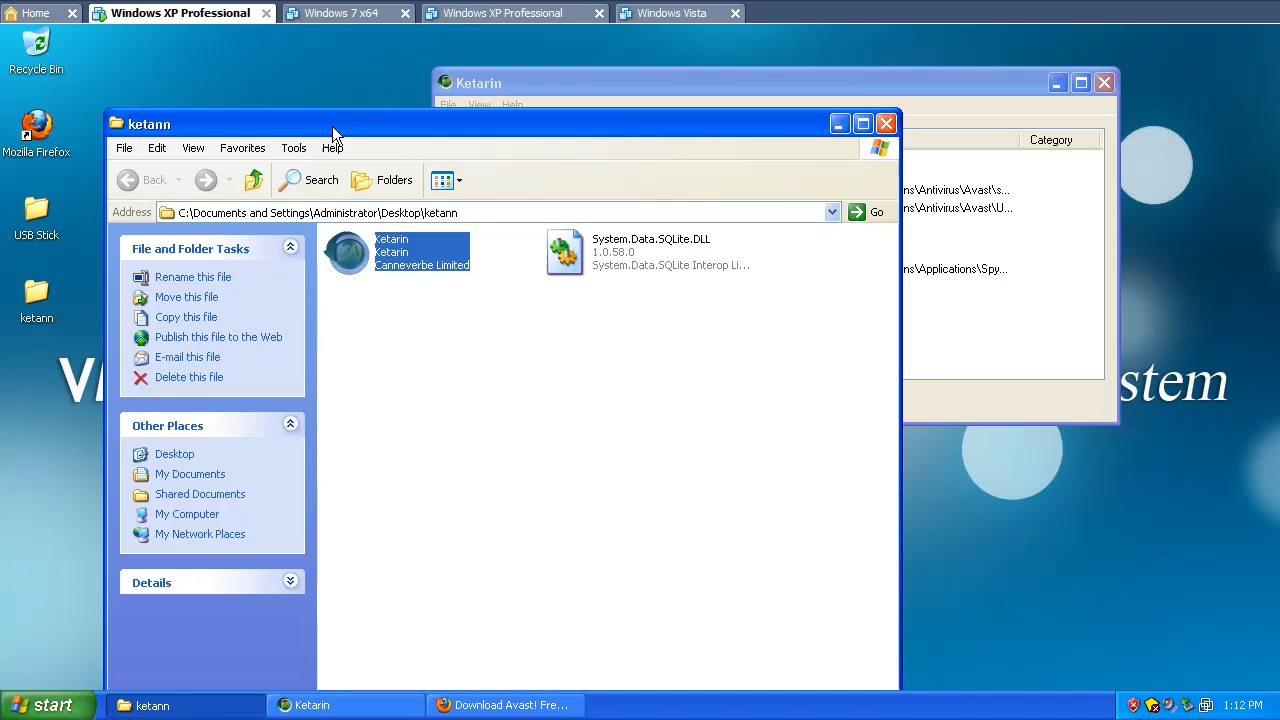 Home
Windows XP Professional
Windows 7 x64
Windows XP Professional
Windows Vista
Recycle Bin
Mozilla Firefox
USB Stick
ketann
Ketarin
File View Help
Category
ns\Antivirus\Avast\s...
ns\Antivirus\Avast\U...
ns\Applications\Spy...
ketann
File Edit View Favorites Tools Help
Back Search Folders
Address C:\Documents and Settings\Administrator\Desktop\ketann Go
File and Folder Tasks
Rename this file
Move this file
Copy this file
Publish this file to the Web
E-mail this file
Delete this file
Other Places
Desktop
My Documents
Shared Documents
My Computer
My Network Places
Details
Ketarin
Ketarin
Canneverbe Limited
System.Data.SQLite.DLL
1.0.58.0
System.Data.SQLite Interop Li...
stem
start
ketann
Ketarin
Download Avast! Fre...
1:12 PM